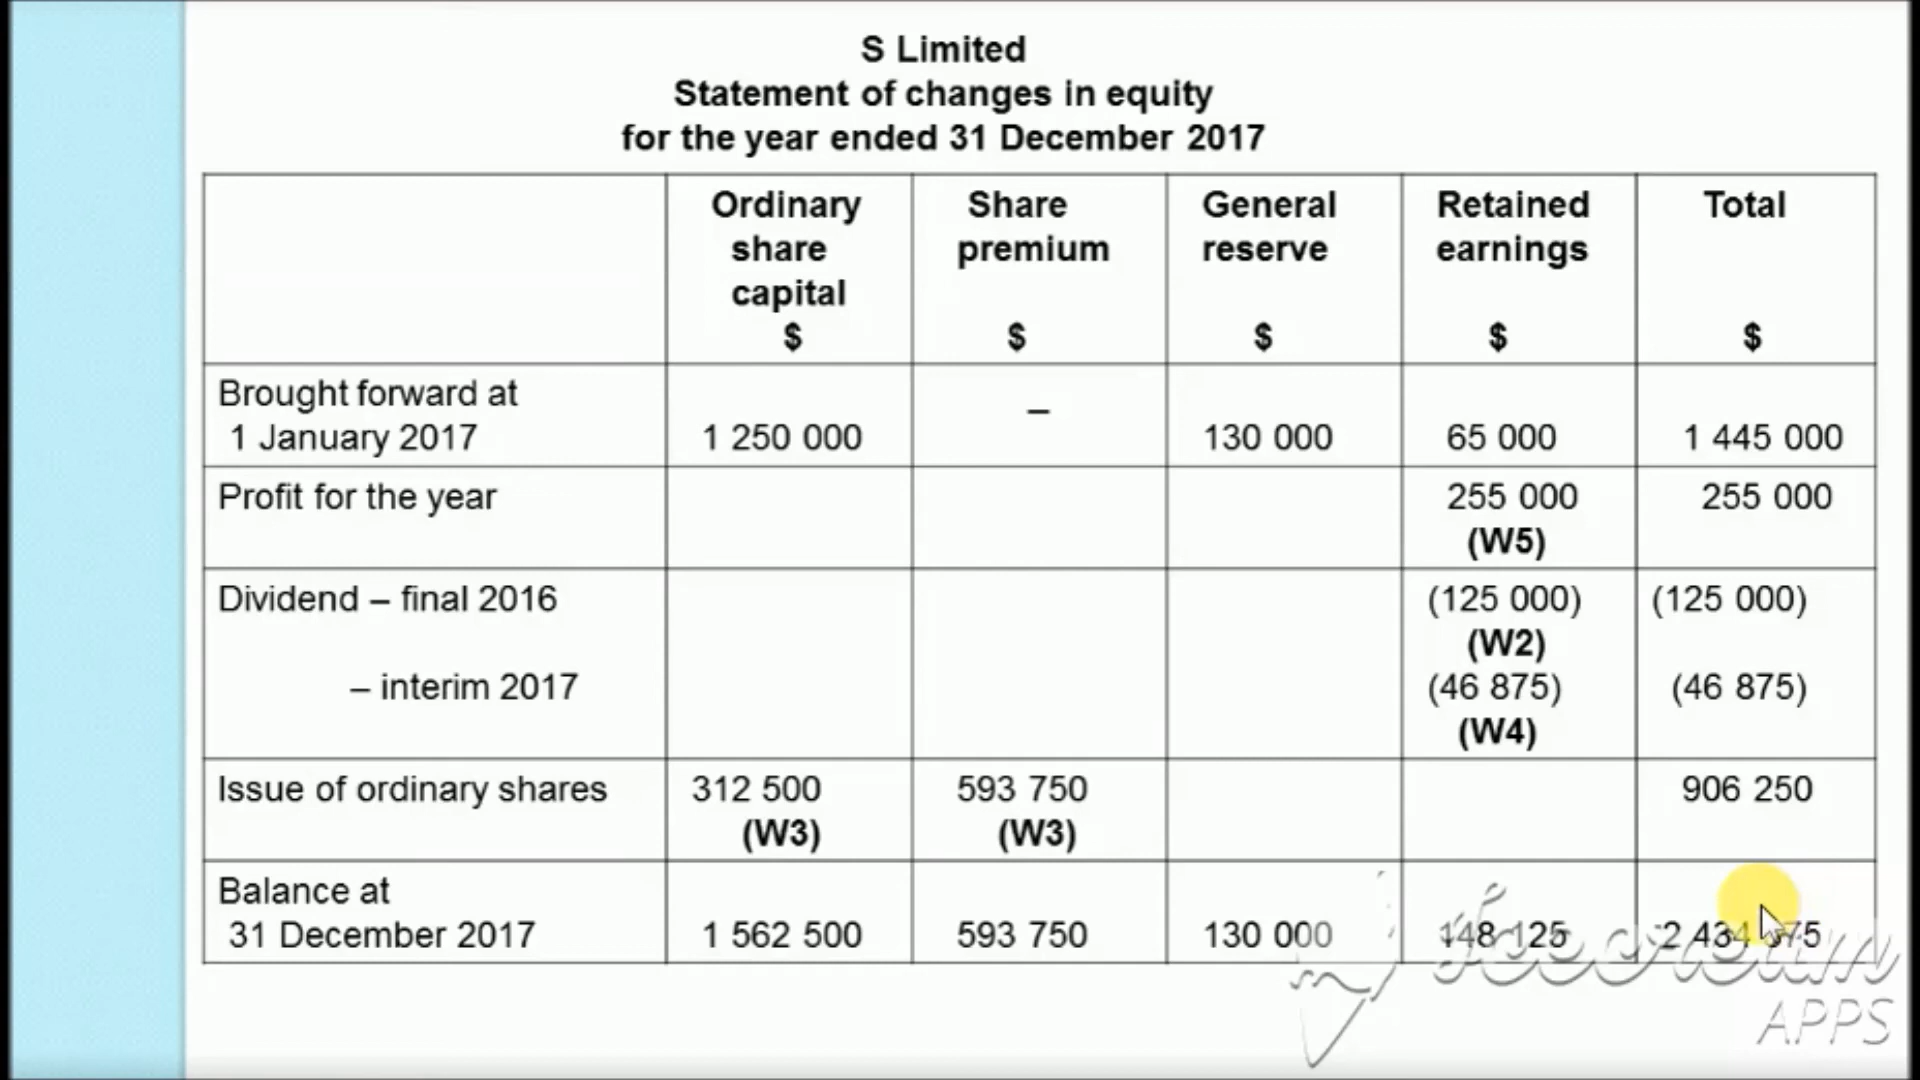 S Limited
Statement of changes in equity
for the year ended 31 December 2017
Ordinary share capital $
Share premium $
General reserve $
Retained earnings $
Total $
Brought forward at
1 January 2017 1 250 000 – 130 000 65 000 1 445 000
Profit for the year 255 000 255 000
(W5)
Dividend – final 2016 (125 000) (125 000)
(W2)
– interim 2017 (46 875) (46 875)
(W4)
Issue of ordinary shares 312 500 593 750 906 250
(W3) (W3)
Balance at
31 December 2017 1 562 500 593 750 130 000 148 125
Icecream
APPS